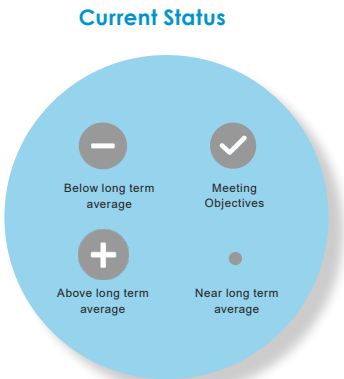 Current Status
Below long term
average
Meeting
Objectives
Above long term
average
Near long term
average